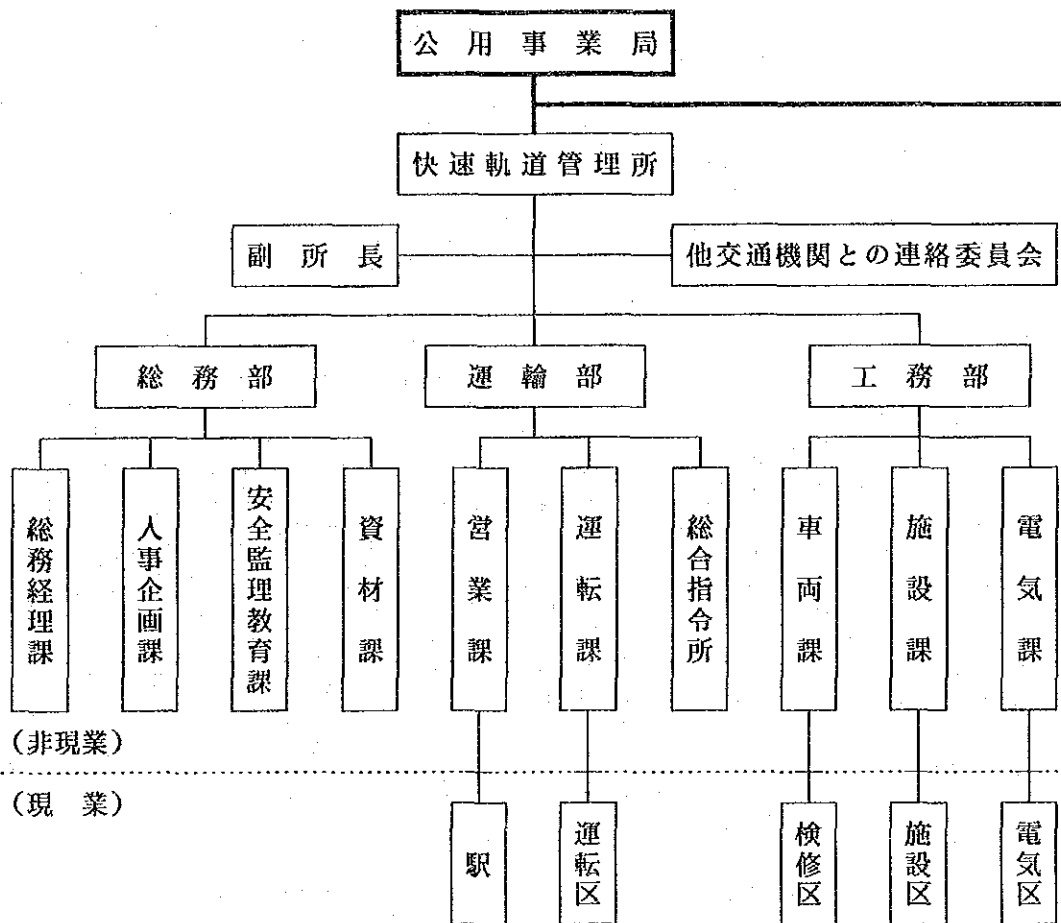 公用事業局
快速軌道管理所
副所長
他交通機関との連絡委員会
総務部
運輸部
工務部
総務経理課
人事企画課
安全監理教育課
資材課
営業課
運転課
総合指令所
車両課
施設課
電気課
(非現業)
(現 業)
駅
運転区
検修区
施設区
電気区